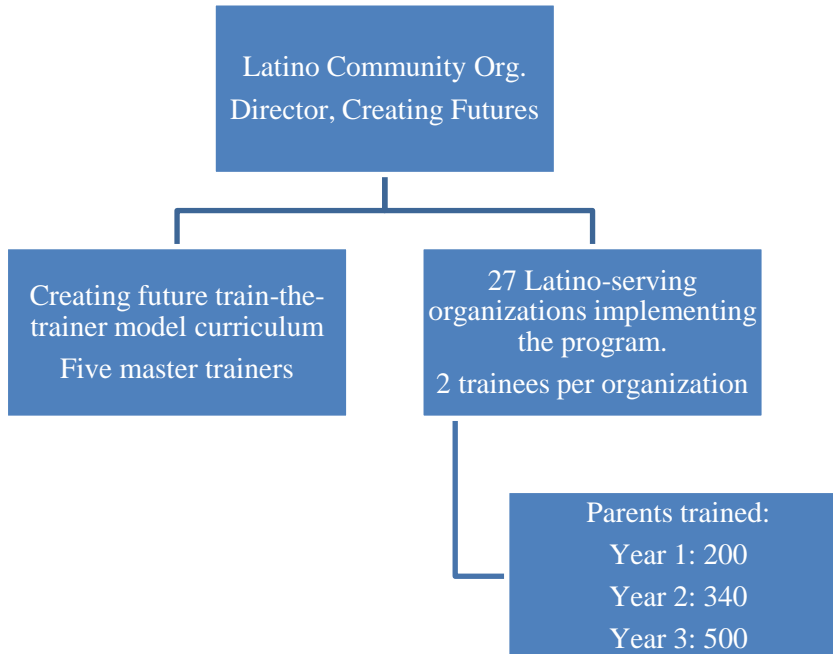 Latino Community Org.
Director, Creating Futures
Creating future train-the-
trainer model curriculum
Five master trainers
27 Latino-serving
organizations implementing
the program.
2 trainees per organization
Parents trained:
Year 1: 200
Year 2: 340
Year 3: 500